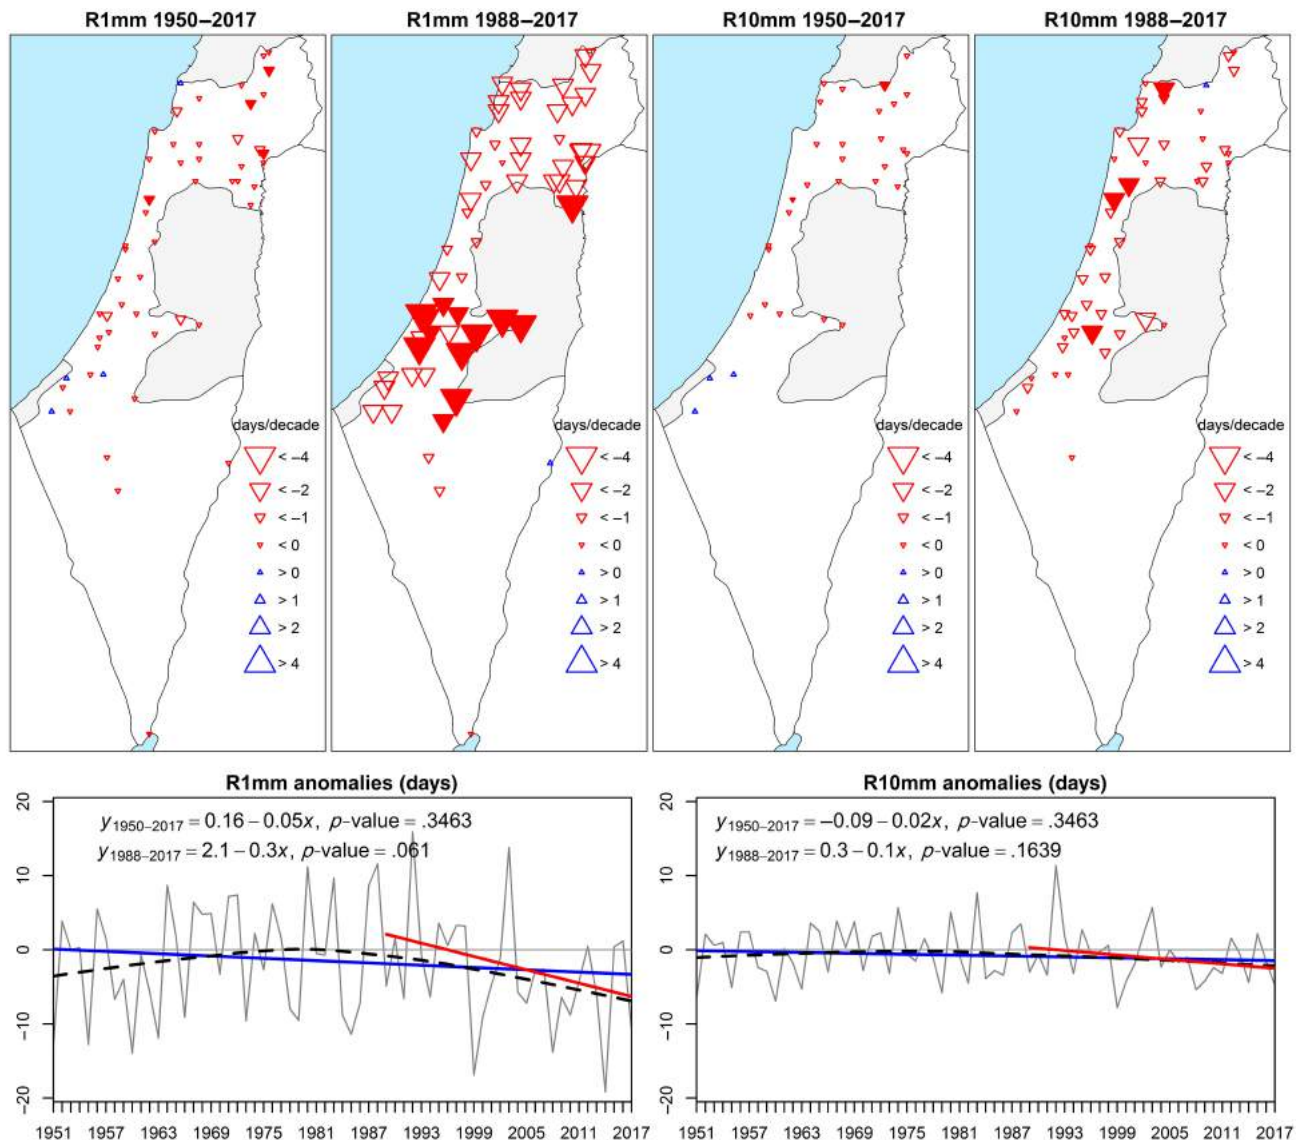 R1mm 1950–2017
R1mm 1988–2017
R10mm 1950–2017
R10mm 1988–2017
days/decade
< –4
< –2
< –1
< 0
> 0
> 1
> 2
> 4
days/decade
< –4
< –2
< –1
< 0
> 0
> 1
> 2
> 4
days/decade
< –4
< –2
< –1
< 0
> 0
> 1
> 2
> 4
days/decade
< –4
< –2
< –1
< 0
> 0
> 1
> 2
> 4
R1mm anomalies (days)
y1950–2017 = 0.16 – 0.05x, p-value = .3463
y1988–2017 = 2.1 – 0.3x, p-value = .061
20
10
0
–10
–20
1951 1957 1963 1969 1975 1981 1987 1993 1999 2005 2011 2017
R10mm anomalies (days)
y1950–2017 = –0.09 – 0.02x, p-value = .3463
y1988–2017 = 0.3 – 0.1x, p-value = .1639
20
10
0
–10
–20
1951 1957 1963 1969 1975 1981 1987 1993 1999 2005 2011 2017